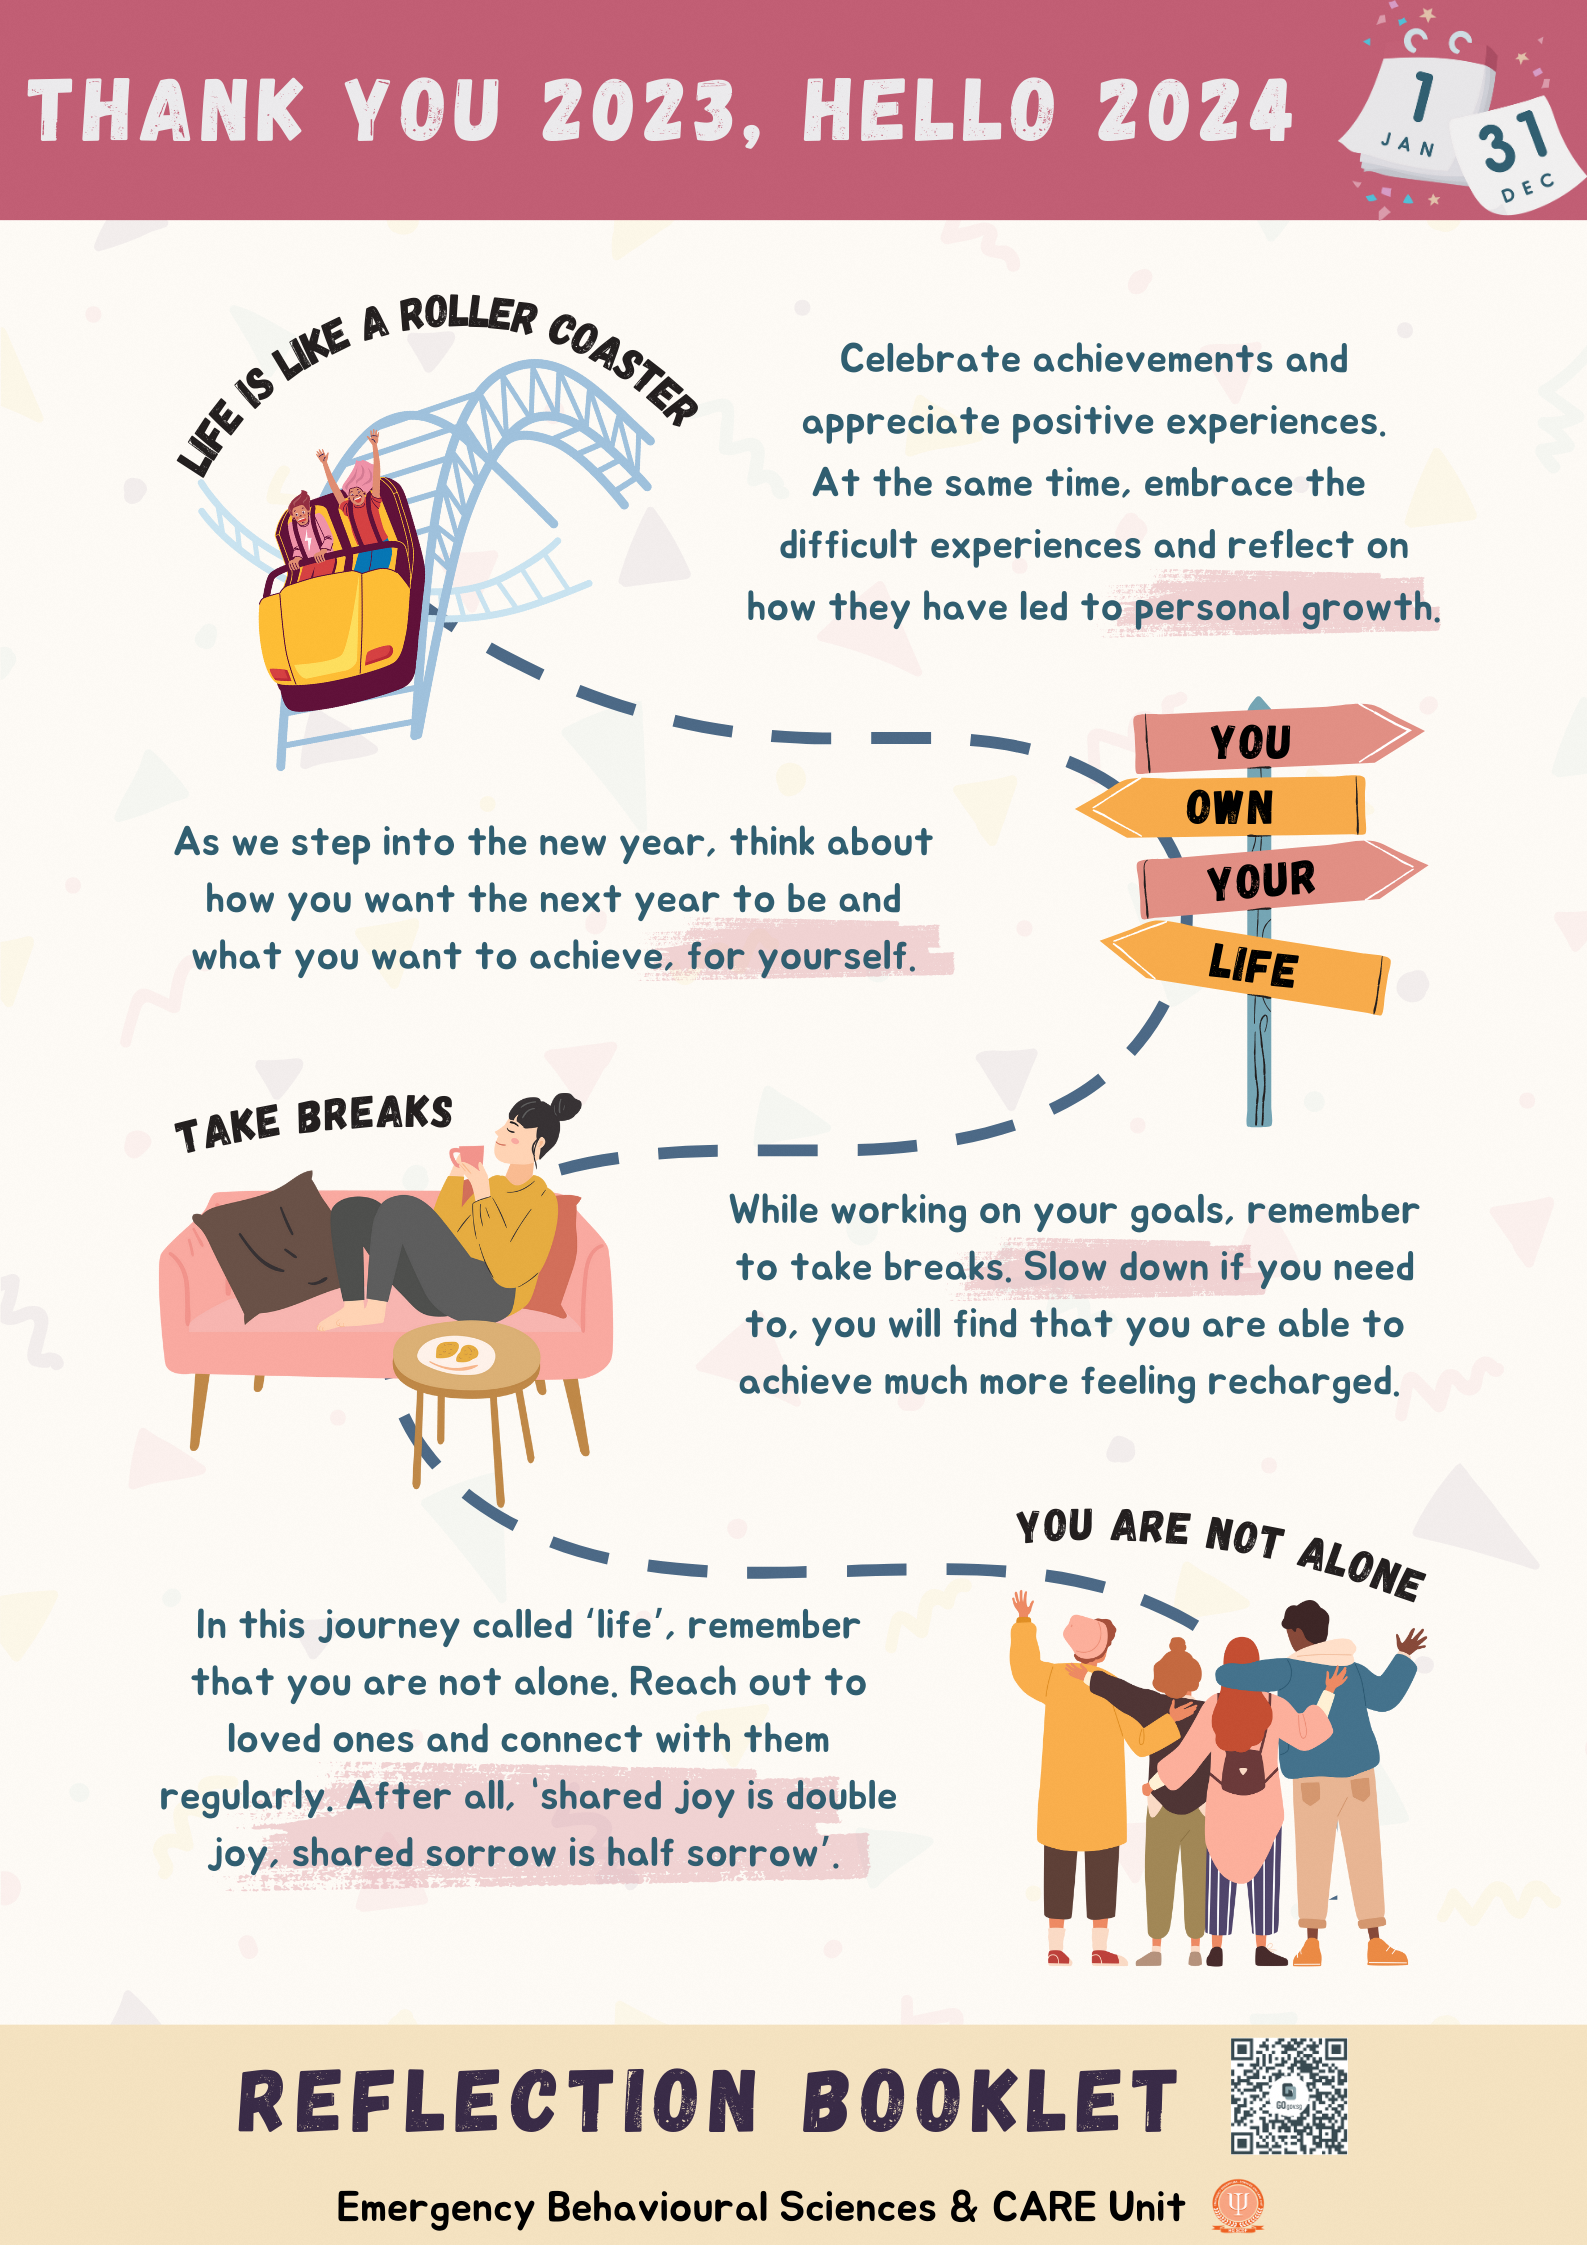 THANK YOU 2023, HELLO 2024
1
JAN
31
DEC
LIFE IS LIKE A ROLLER COASTER
Celebrate achievements and
appreciate positive experiences.
At the same time, embrace the
difficult experiences and reflect on
how they have led to personal growth.
YOU
OWN
YOUR
LIFE
As we step into the new year, think about
how you want the next year to be and
what you want to achieve, for yourself.
TAKE BREAKS
While working on your goals, remember
to take breaks. Slow down if you need
to, you will find that you are able to
achieve much more feeling recharged.
YOU ARE NOT ALONE
In this journey called ‘life’, remember
that you are not alone. Reach out to
loved ones and connect with them
regularly. After all, ‘shared joy is double
joy, shared sorrow is half sorrow’.
REFLECTION BOOKLET
Emergency Behavioural Sciences & CARE Unit
Ψ